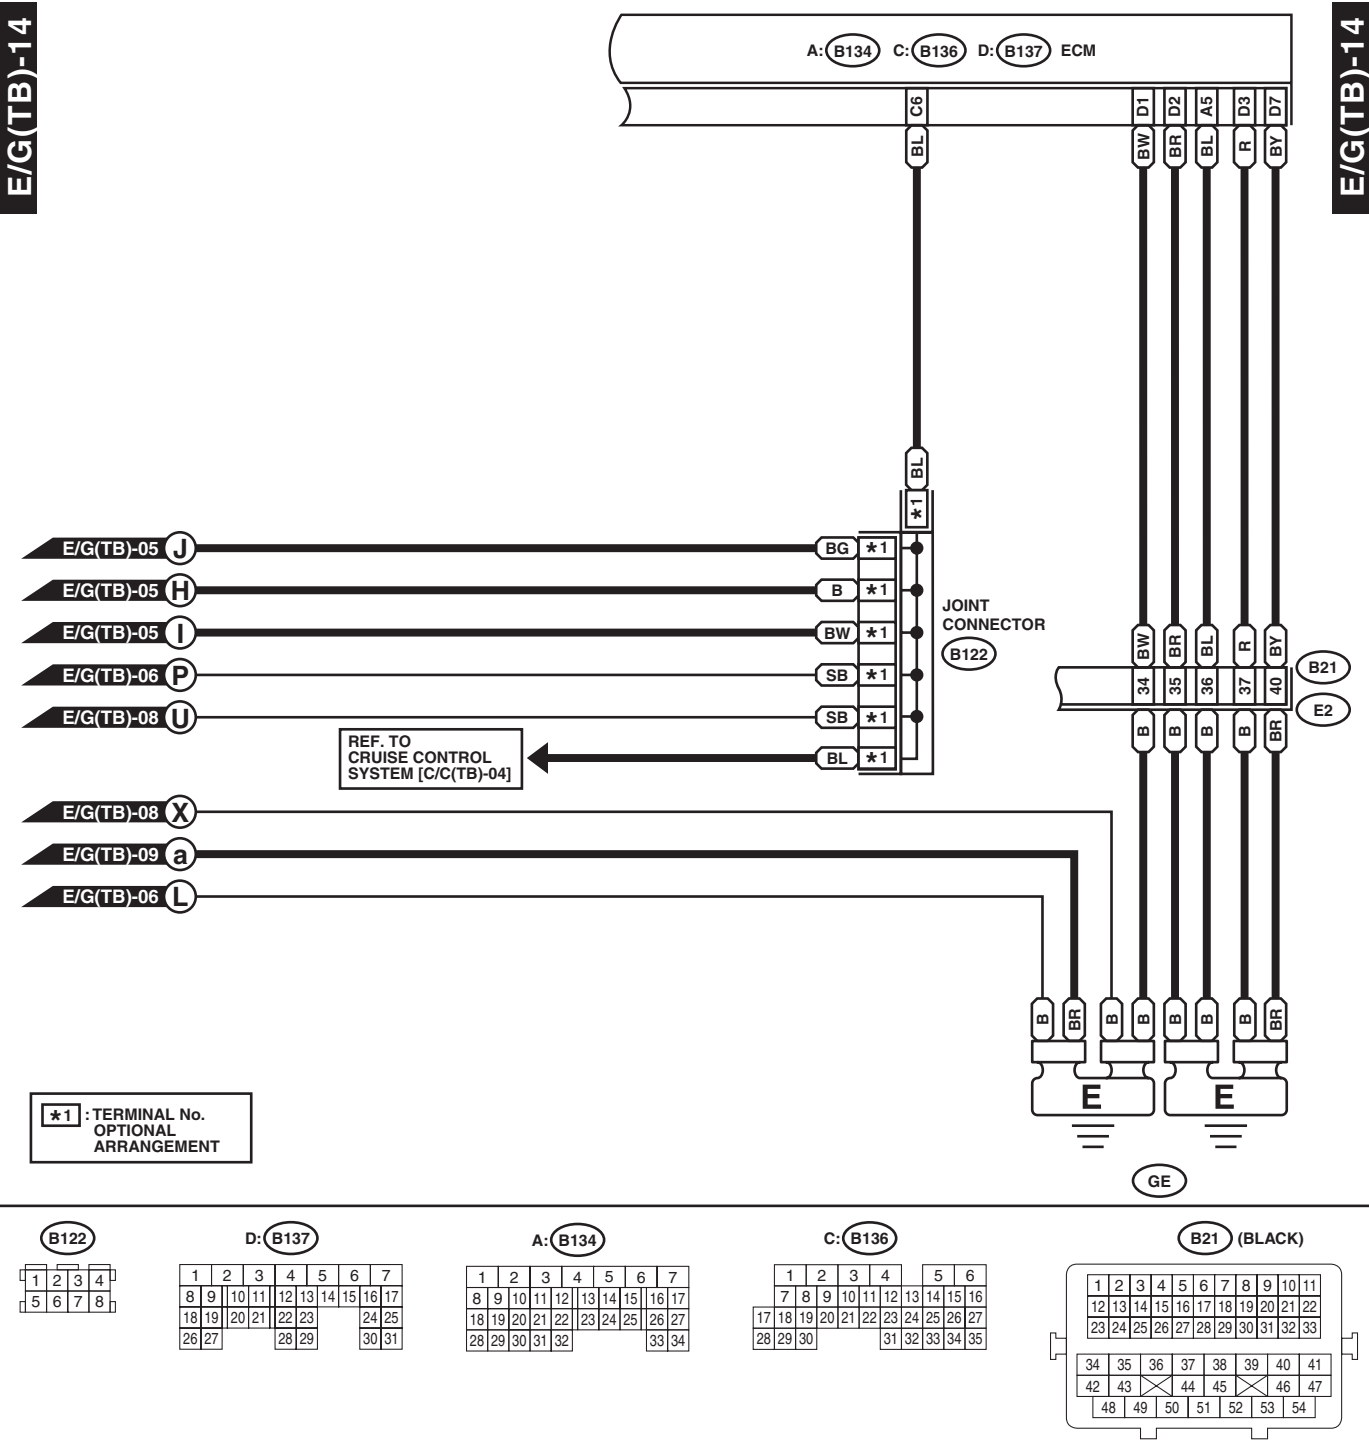 E/G(TB)-14
E/G(TB)-14
A: B134 C: B136 D: B137 ECM
C6 D1 D2 A5 D3 D7
BL BW BR BL R BY
BL
*1
E/G(TB)-05 J BG *1
E/G(TB)-05 H B *1
E/G(TB)-05 I BW *1
E/G(TB)-06 P SB *1
E/G(TB)-08 U SB *1
BL *1
JOINT
CONNECTOR
B122
REF. TO
CRUISE CONTROL
SYSTEM [C/C(TB)-04]
BW BR BL R BY
34 35 36 37 40
B21
E2
B B B B BR
E/G(TB)-08 X
E/G(TB)-09 a
E/G(TB)-06 L
B BR B B B B B BR
E E
GE
*1 : TERMINAL No.
OPTIONAL
ARRANGEMENT
B122
1 2 3 4
5 6 7 8
D: B137
1 2 3 4 5 6 7
8 9 10 11 12 13 14 15 16 17
18 19 20 21 22 23 24 25
26 27 28 29 30 31
A: B134
1 2 3 4 5 6 7
8 9 10 11 12 13 14 15 16 17
18 19 20 21 22 23 24 25 26 27
28 29 30 31 32 33 34
C: B136
1 2 3 4 5 6
7 8 9 10 11 12 13 14 15 16
17 18 19 20 21 22 23 24 25 26 27
28 29 30 31 32 33 34 35
B21 (BLACK)
1 2 3 4 5 6 7 8 9 10 11
12 13 14 15 16 17 18 19 20 21 22
23 24 25 26 27 28 29 30 31 32 33
34 35 36 37 38 39 40 41
42 43 44 45 46 47
48 49 50 51 52 53 54